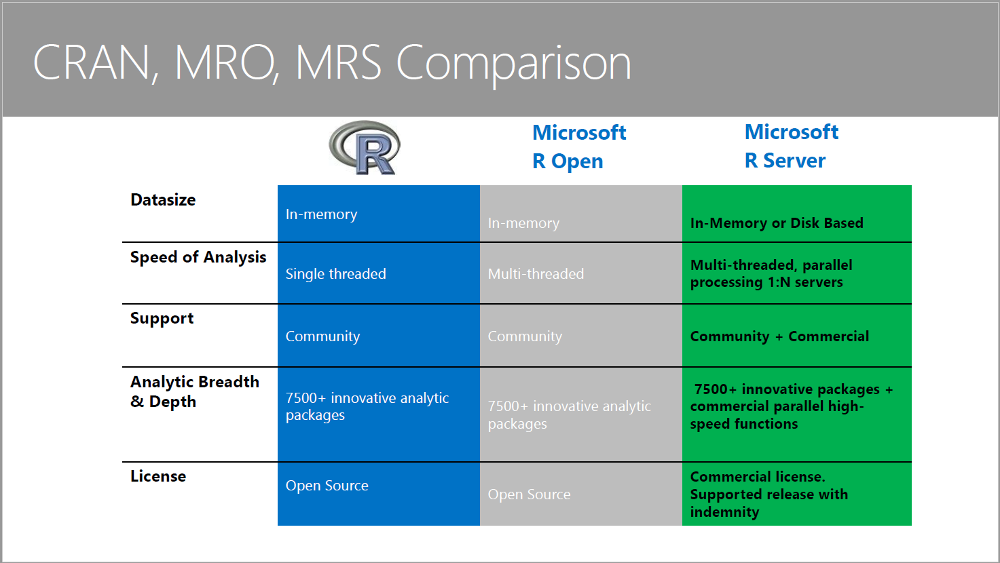 CRAN, MRO, MRS Comparison
R
Microsoft
R Open
Microsoft
R Server
Datasize
In-memory
In-memory
In-Memory or Disk Based
Speed of Analysis
Single threaded
Multi-threaded
Multi-threaded, parallel
processing 1:N servers
Support
Community
Community
Community + Commercial
Analytic Breadth
& Depth
7500+ innovative analytic
packages
7500+ innovative analytic
packages
7500+ innovative packages +
commercial parallel high-
speed functions
License
Open Source
Open Source
Commercial license.
Supported release with
indemnity